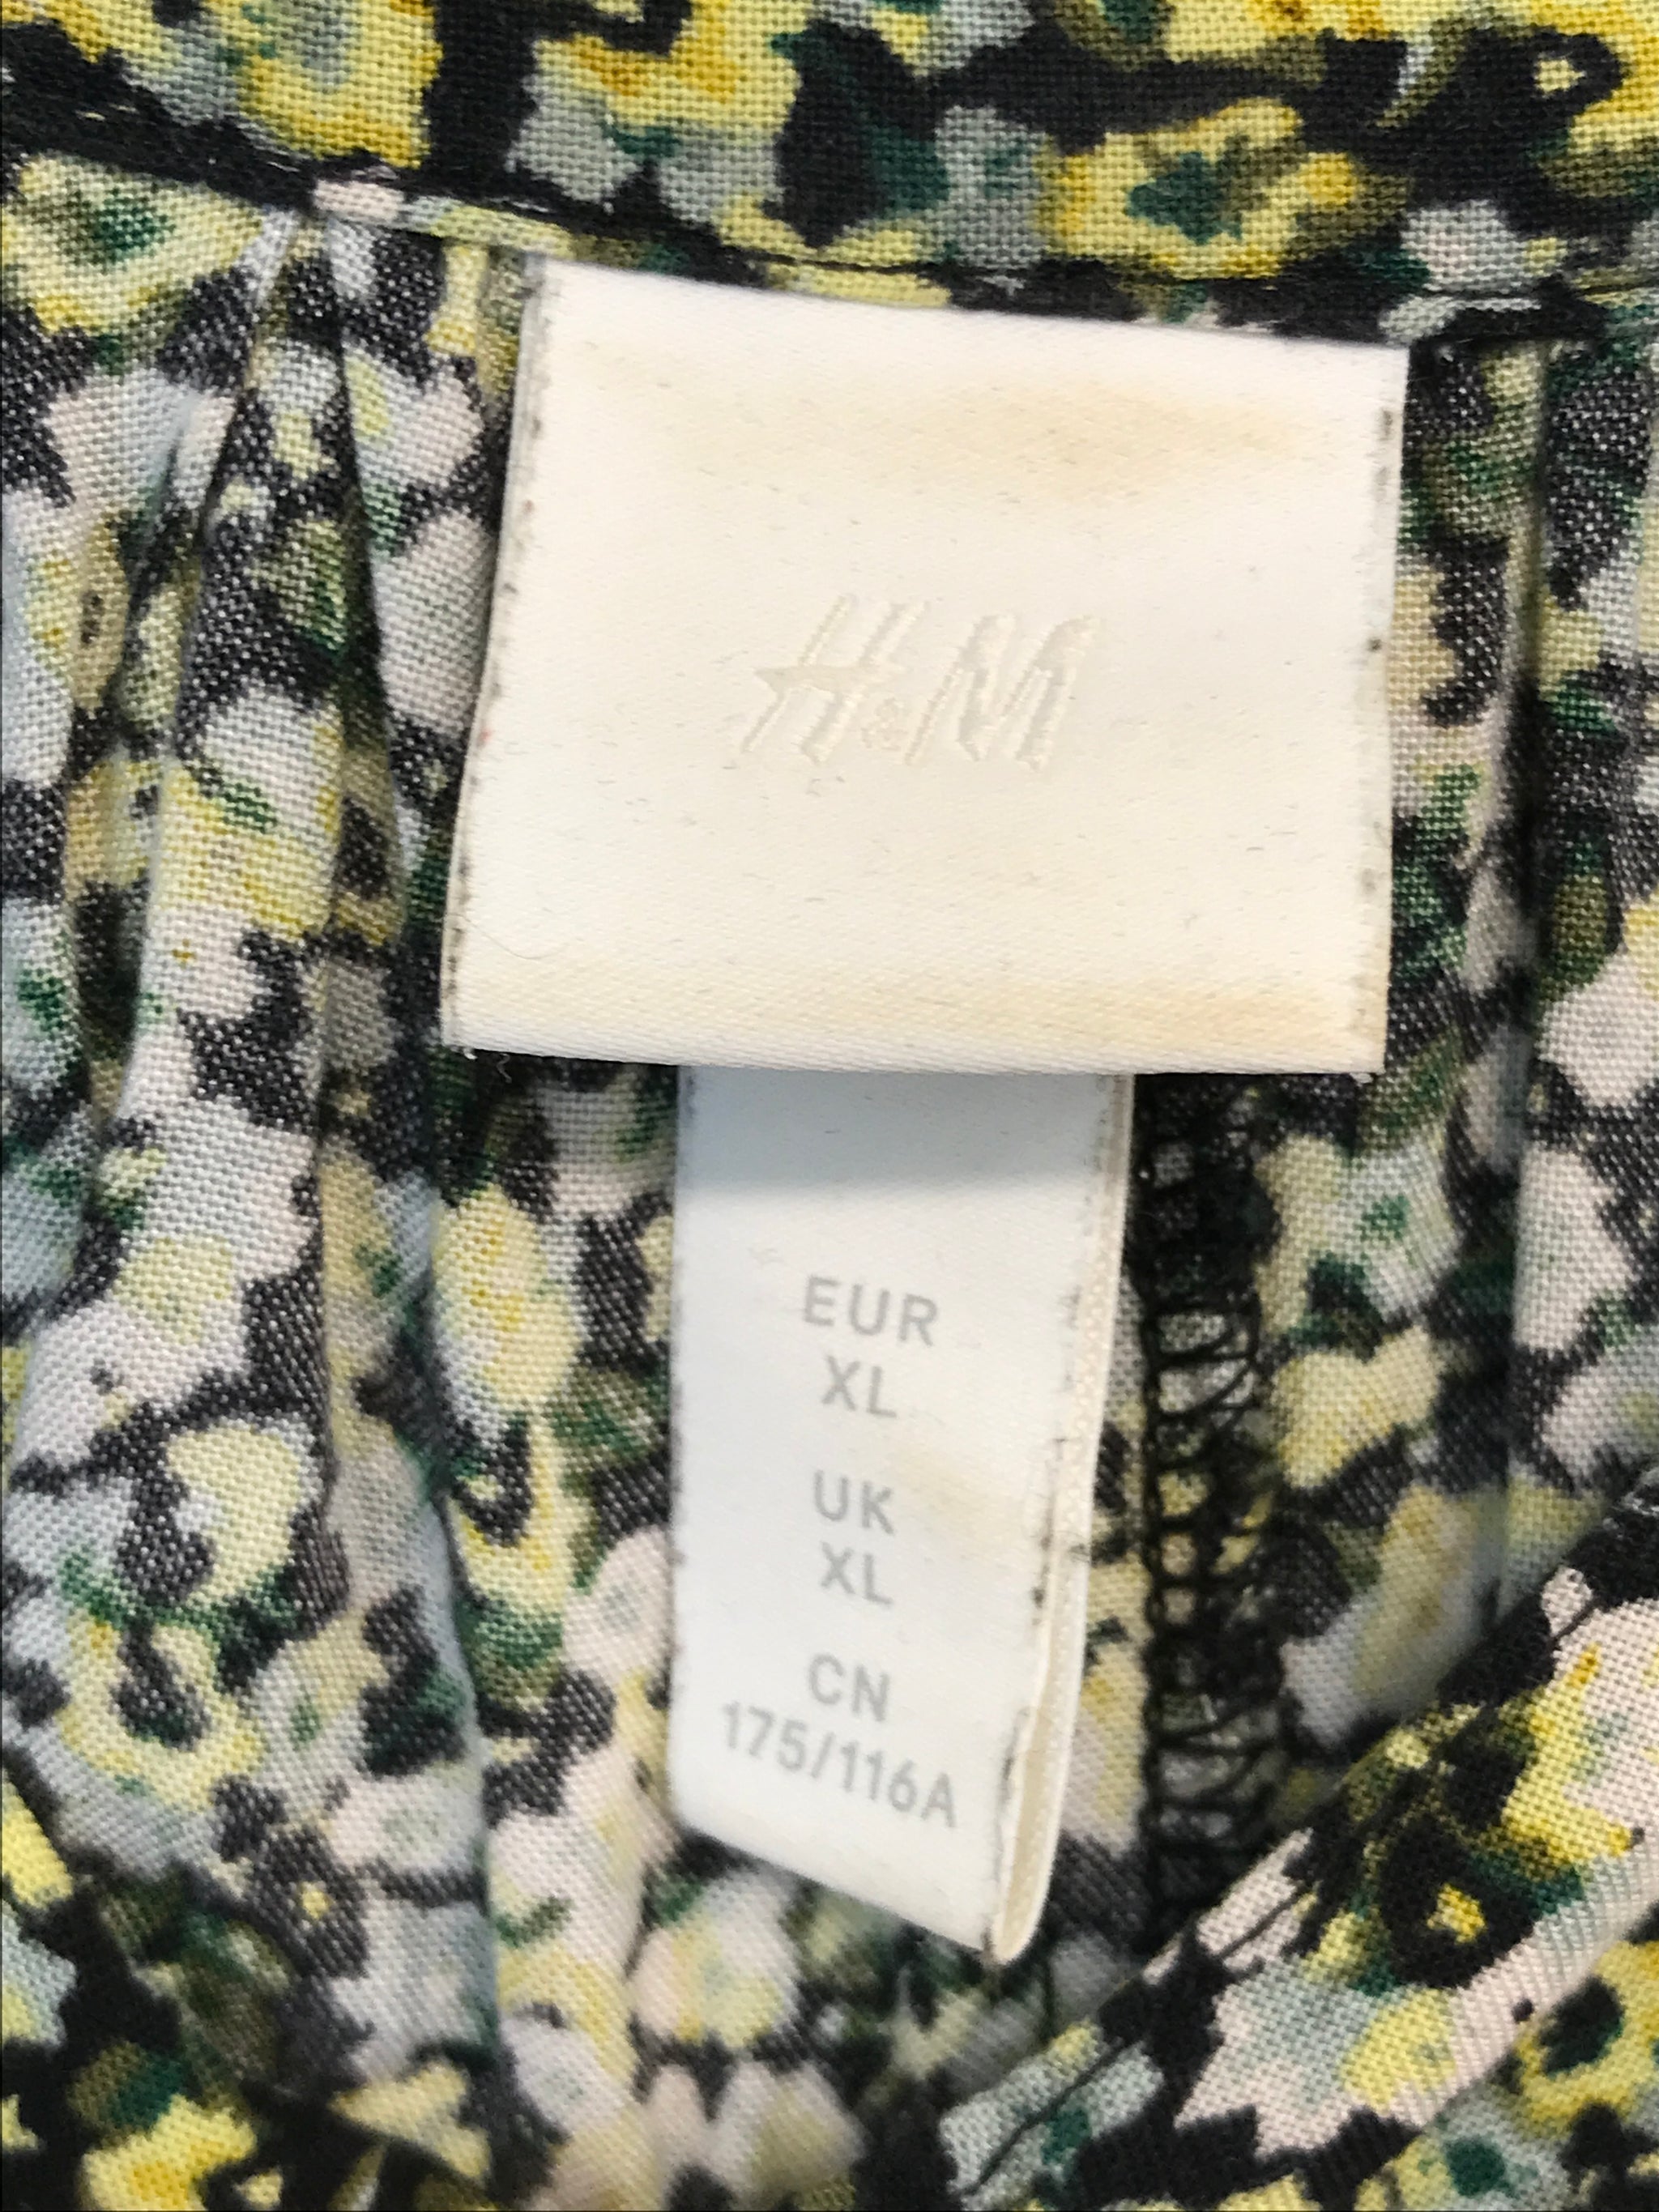 H&M
EUR
XL
UK
XL
CN
175/116A